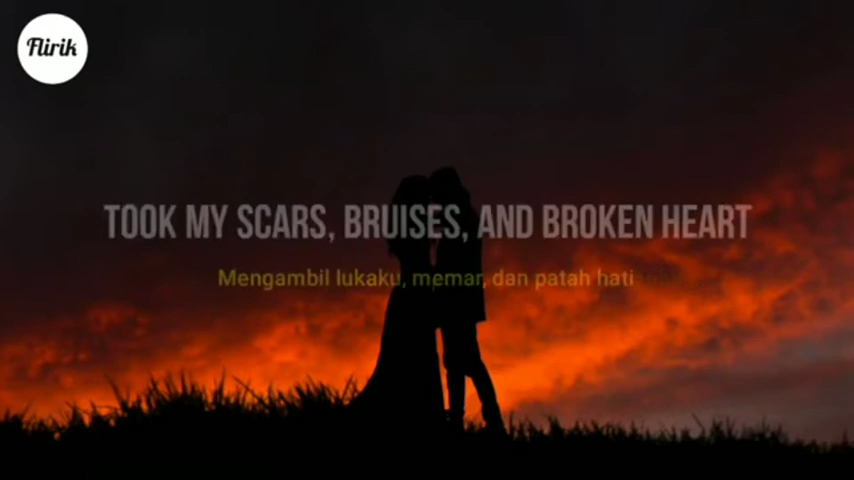 Flirik
TOOK MY SCARS, BRUISES, AND BROKEN HEART
Mengambil lukaku, memar, dan patah hati